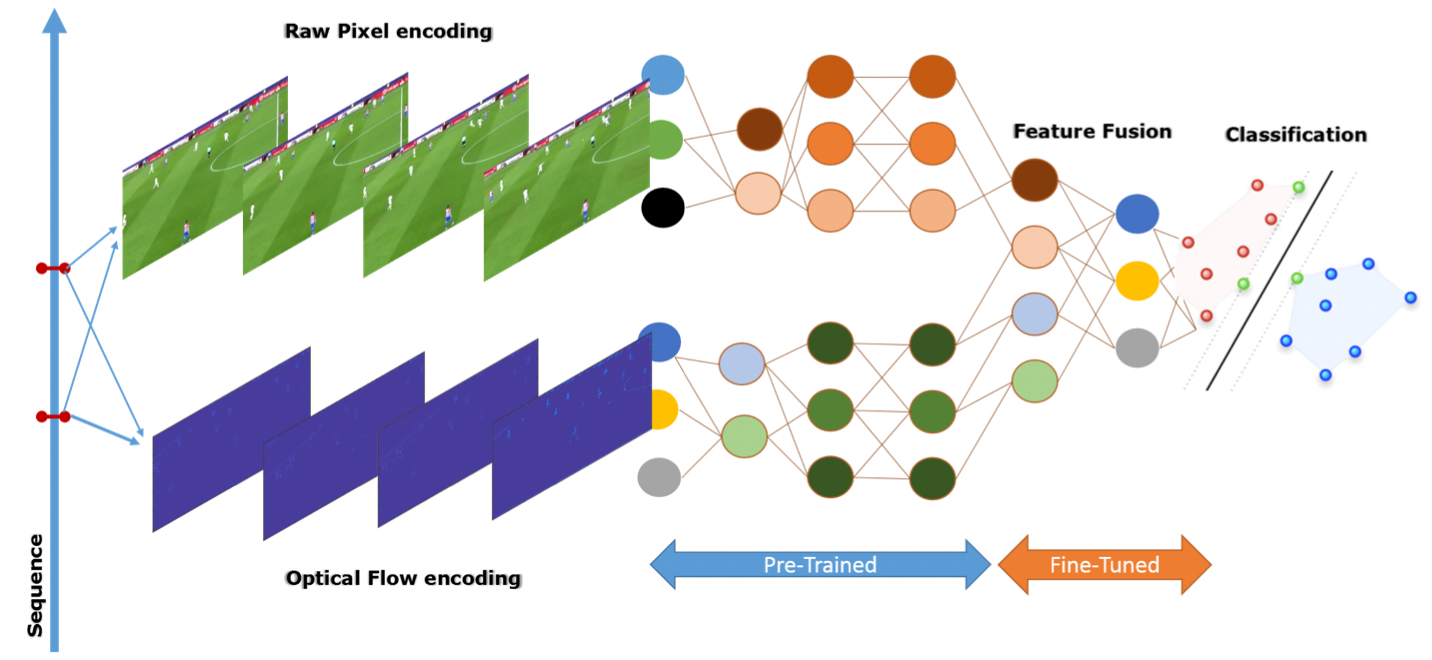 Raw Pixel encoding
Feature Fusion
Classification
Sequence
Optical Flow encoding
Pre-Trained
Fine-Tuned